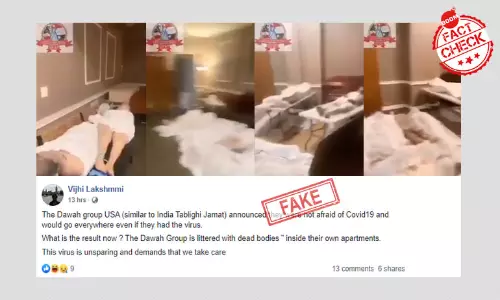 BOOM
FACT
CHECK
Vijhi Lakshmmi
13 hrs ·
The Dawah group USA (similar to India Tablighi Jamat) announced are not afraid of Covid19 and
FAKE
would go everywhere even if they had the virus.
What is the result now ? The Dawah Group is littered with dead bodies " inside their own apartments.
This virus is unsparing and demands that we take care
9
13 comments 6 shares